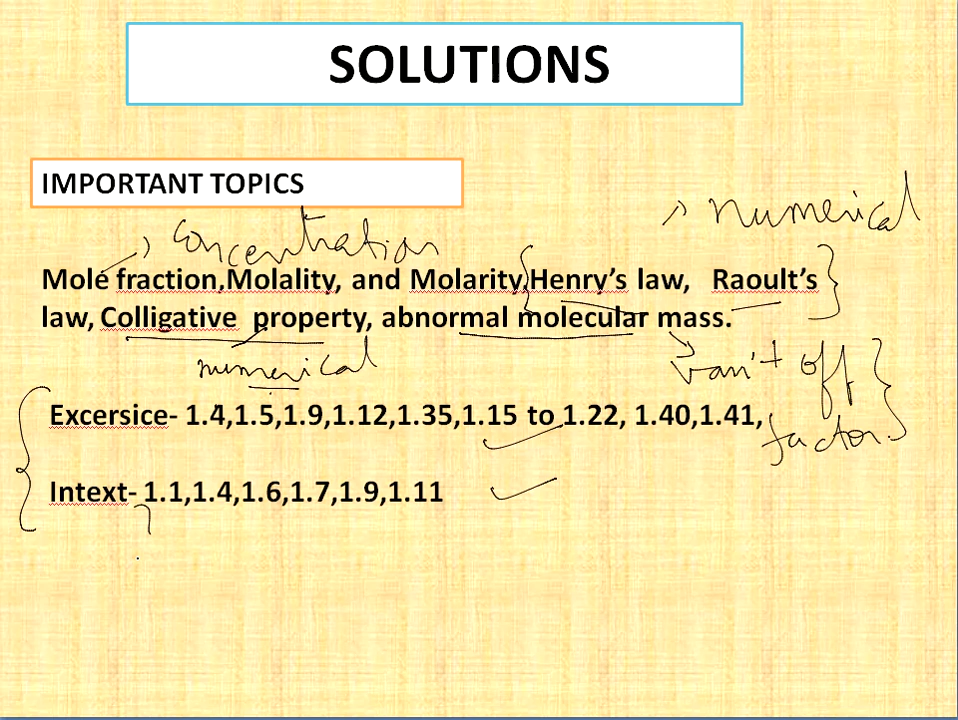 SOLUTIONS
IMPORTANT TOPICS
Numerical
Concentration
Mole fraction,Molality, and Molarity,Henry's law, Raoult's
law, Colligative property, abnormal molecular mass.
numerical
Van't off
factor.
Excersice- 1.4,1.5,1.9,1.12,1.35,1.15 to 1.22, 1.40,1.41,
Intext- 1.1,1.4,1.6,1.7,1.9,1.11